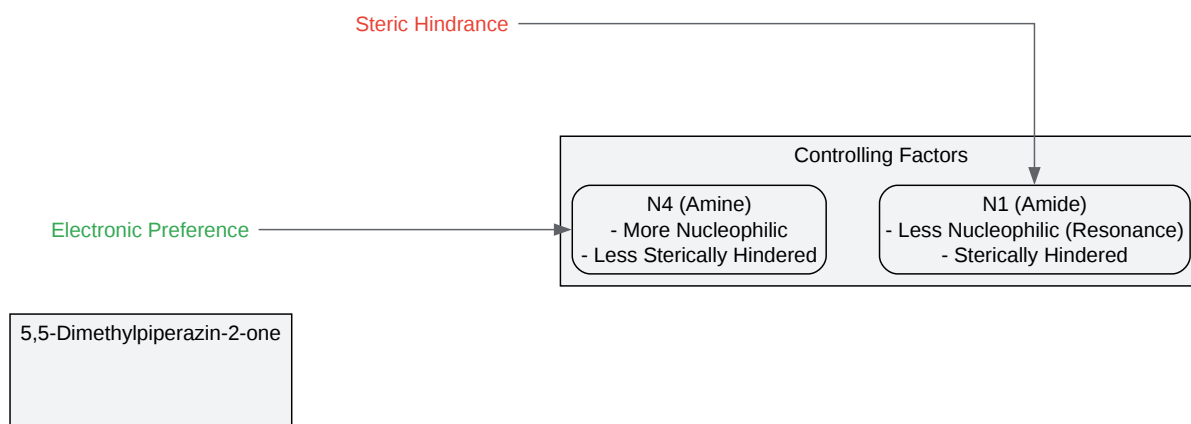 Steric Hindrance
Controlling Factors
N4 (Amine)
- More Nucleophilic
- Less Sterically Hindered
N1 (Amide)
- Less Nucleophilic (Resonance)
- Sterically Hindered
Electronic Preference
5,5-Dimethylpiperazin-2-one